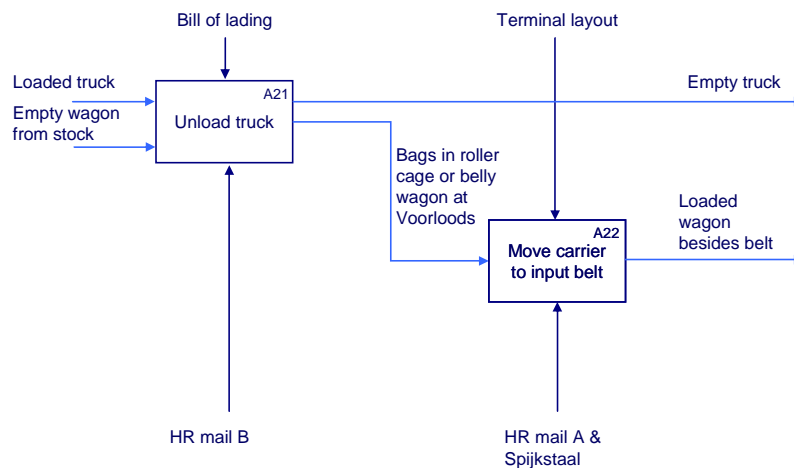 Bill of lading
Terminal layout
Loaded truck
Empty wagon
from stock
A21
Unload truck
Empty truck
Bags in roller
cage or belly
wagon at
Voorloods
A22
Move carrier
to input belt
Loaded
wagon
besides belt
HR mail B
HR mail A &
Spijkstaal